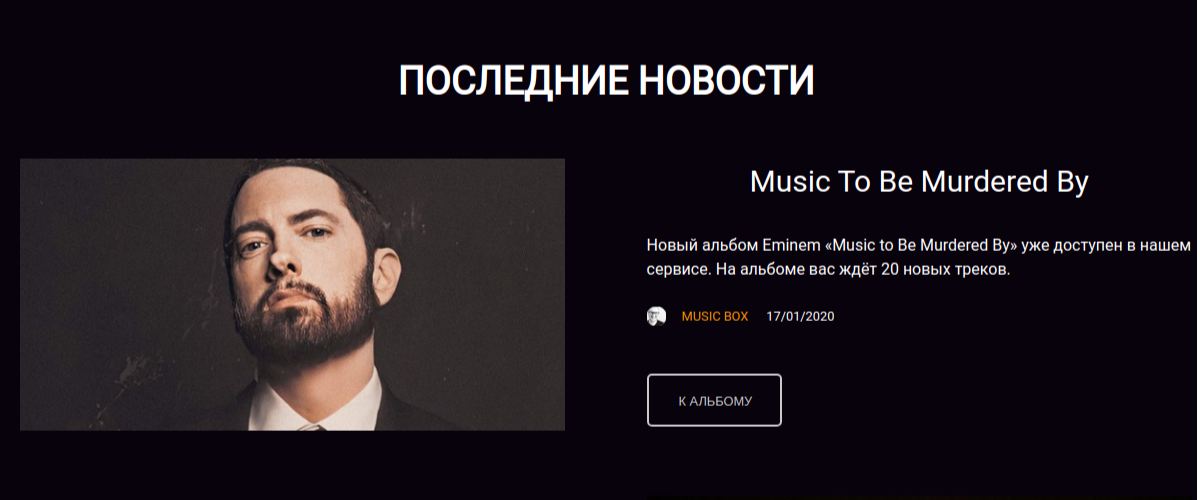 ПОСЛЕДНИЕ НОВОСТИ
Music To Be Murdered By
Новый альбом Eminem «Music to Be Murdered By» уже доступен в нашем
сервисе. На альбоме вас ждёт 20 новых треков.
MUSIC BOX 17/01/2020
К АЛЬБОМУ